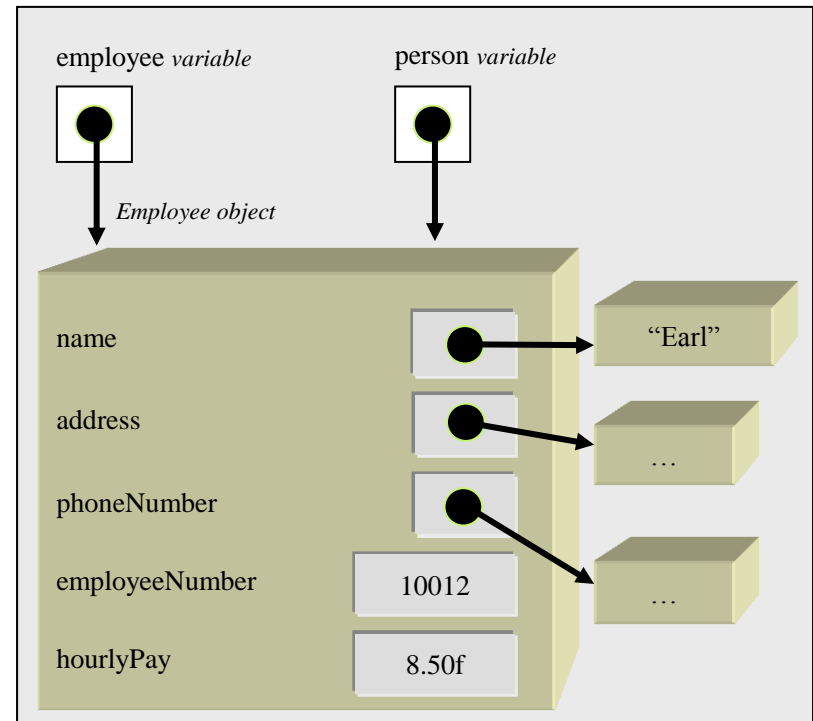 employee variable person variable
Employee object
name “Earl”
address …
phoneNumber
employeeNumber 10012 …
hourlyPay 8.50f